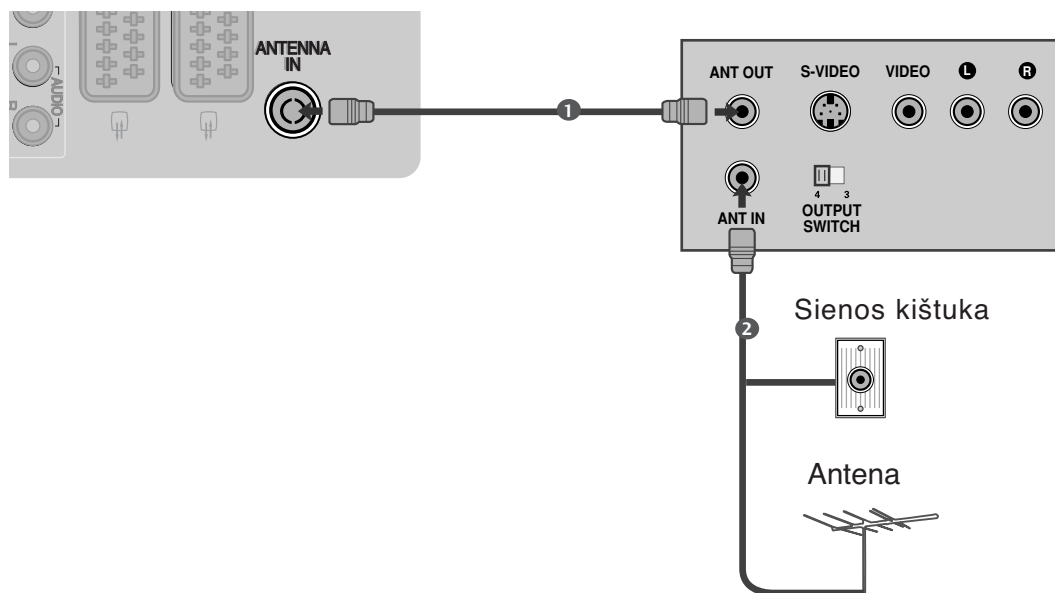 ANTENNA
IN
AUDIO
R
1
ANT OUT S-VIDEO VIDEO L R
4 3
ANT IN
OUTPUT
SWITCH
2
Sienos kištuka
Antena